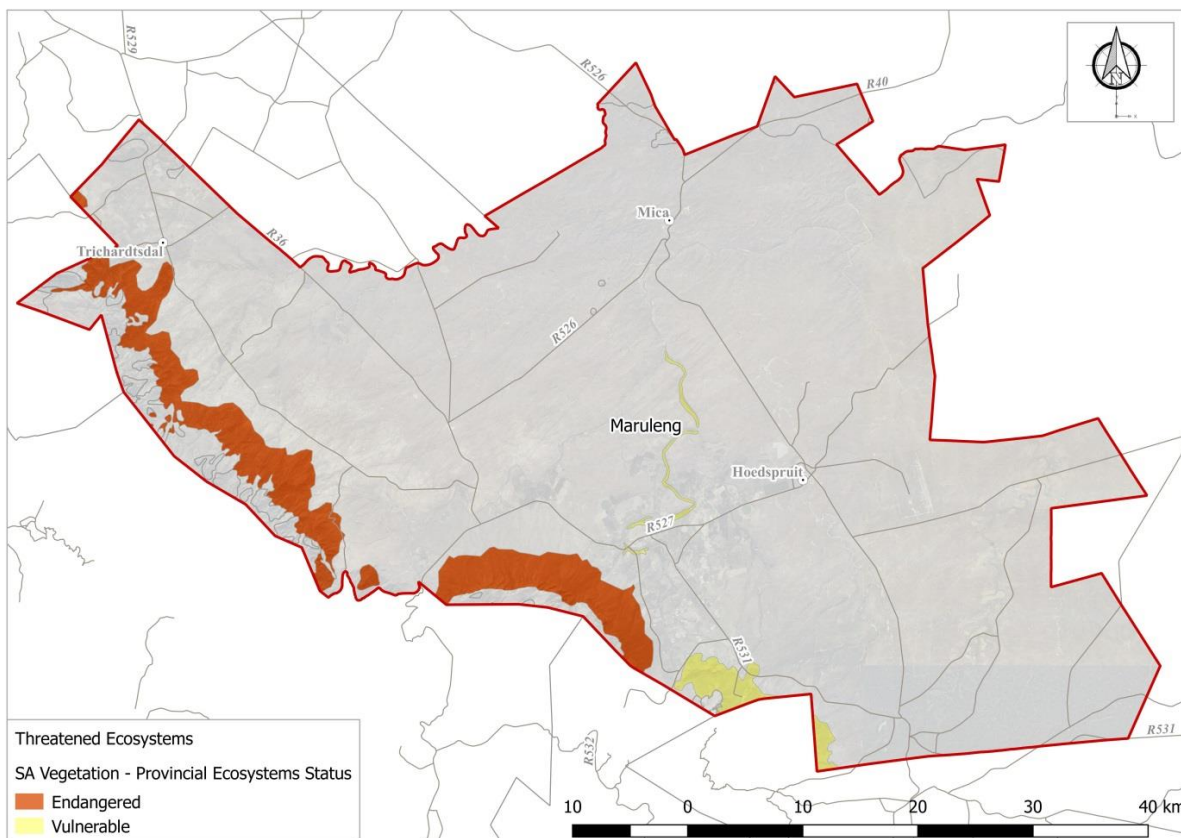 R529
R526
R40
N
Mica
Trichardtsdal
R36
R526
Maruleng
Hoedspruit
R527
R531
R532
R531
Threatened Ecosystems
SA Vegetation - Provincial Ecosystems Status
Endangered
Vulnerable
10 0 10 20 30 40 km